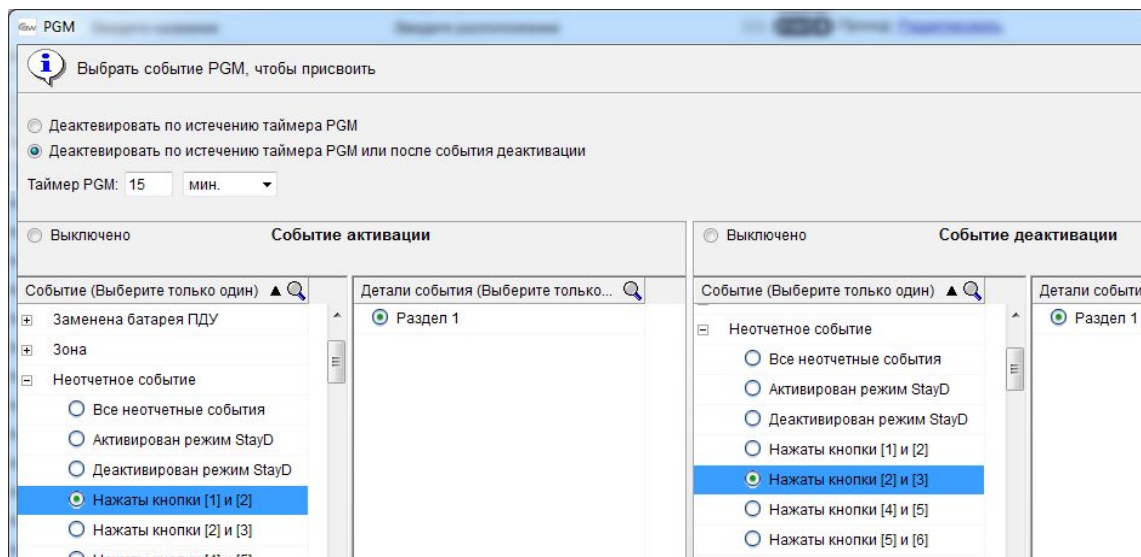 PGM
Выбрать событие PGM, чтобы присвоить
Деактевировать по истечению таймера PGM
Деактевировать по истечению таймера PGM или после события деактивации
Таймер PGM: 15 мин.
Выключено Событие активации
Выключено Событие деактивации
Событие (Выберите только один)
Детали события (Выберите только...
Заменена батарея ПДУ
Зона
Неотчетное событие
Все неотчетные события
Активирован режим StayD
Деактивирован режим StayD
Нажаты кнопки [1] и [2]
Нажаты кнопки [2] и [3]
Раздел 1
Событие (Выберите только один)
Детали событи
Неотчетное событие
Все неотчетные события
Активирован режим StayD
Деактивирован режим StayD
Нажаты кнопки [1] и [2]
Нажаты кнопки [2] и [3]
Нажаты кнопки [4] и [5]
Нажаты кнопки [5] и [6]
Раздел 1